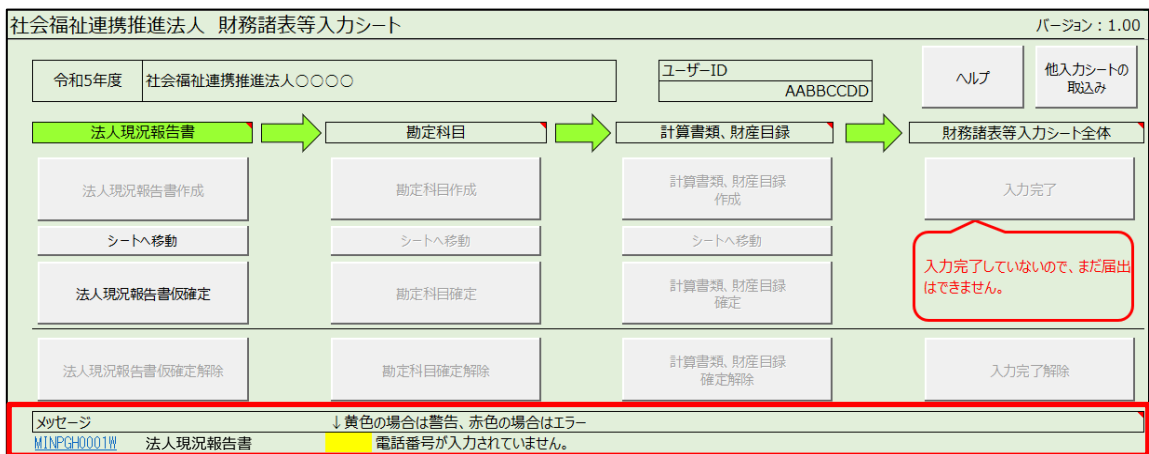 社会福祉連携推進法人 財務諸表等入力シート
バージョン：1.00
令和5年度 社会福祉連携推進法人○○○○
ユーザーID
AABBCCDD
ヘルプ
他入力シートの
取込み
法人現況報告書
勘定科目
計算書類、財産目録
財務諸表等入力シート全体
法人現況報告書作成
勘定科目作成
計算書類、財産目録
作成
入力完了
シートへ移動
シートへ移動
シートへ移動
入力完了していないので、まだ届出
はできません。
法人現況報告書仮確定
勘定科目確定
計算書類、財産目録
確定
法人現況報告書仮確定解除
勘定科目確定解除
計算書類、財産目録
確定解除
入力完了解除
メッセージ ↓黄色の場合は警告、赤色の場合はエラー
MINPGH0001W 法人現況報告書 電話番号が入力されていません。